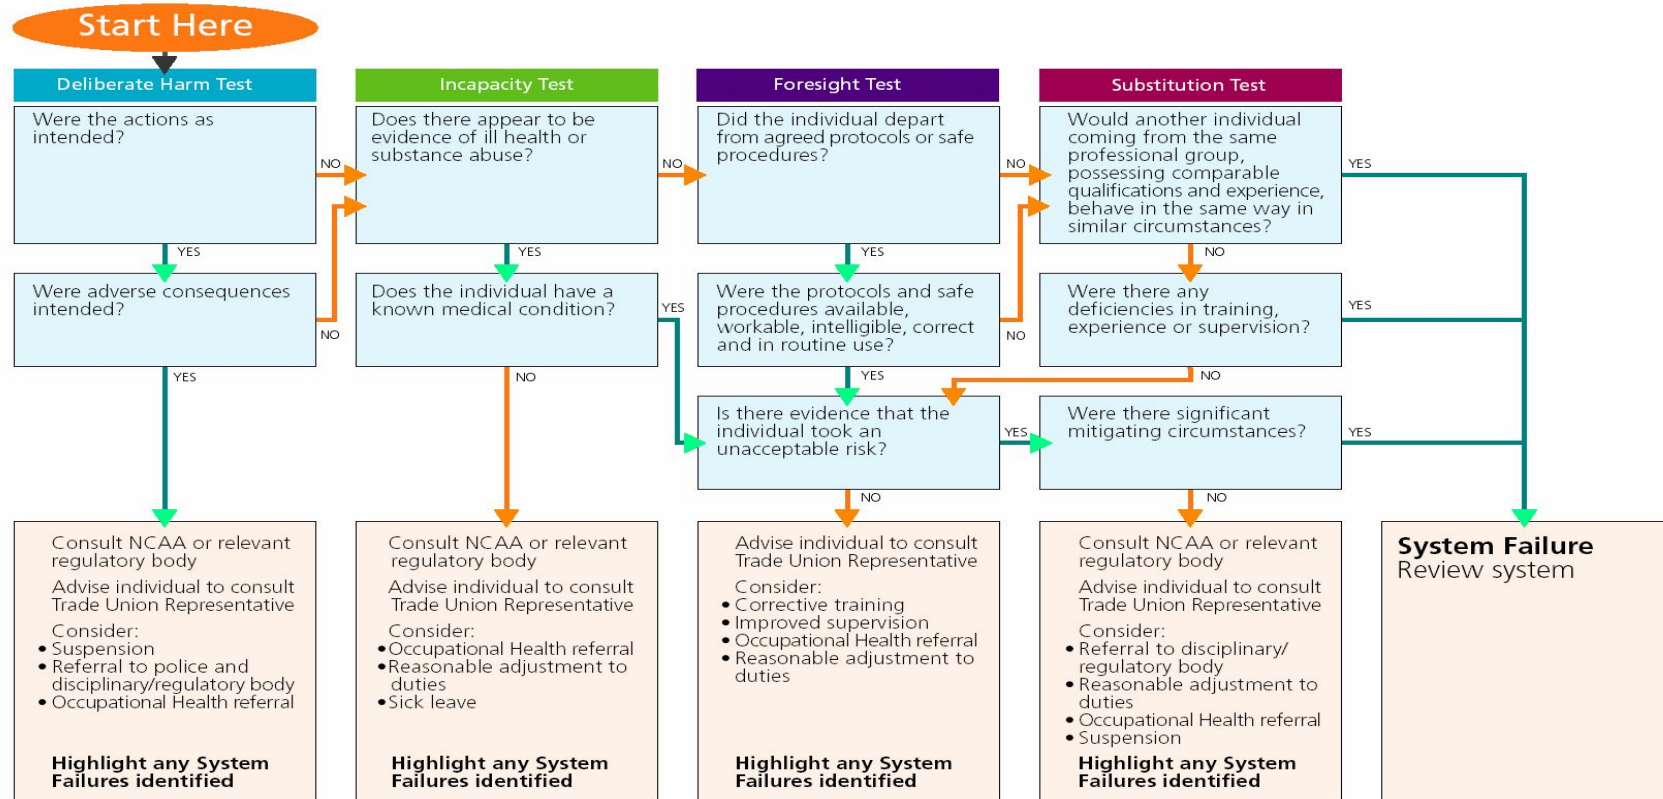 Start Here
Deliberate Harm Test
Were the actions as
intended?
NO
YES
Were adverse consequences
intended?
NO
YES
Consult NCAA or relevant
regulatory body
Advise individual to consult
Trade Union Representative
Consider:
• Suspension
• Referral to police and
disciplinary/regulatory body
• Occupational Health referral
Highlight any System
Failures identified
Incapacity Test
Does there appear to be
evidence of ill health or
substance abuse?
NO
YES
Does the individual have a
known medical condition?
YES
NO
Consult NCAA or relevant
regulatory body
Advise individual to consult
Trade Union Representative
Consider:
• Occupational Health referral
• Reasonable adjustment to
duties
• Sick leave
Highlight any System
Failures identified
Foresight Test
Did the individual depart
from agreed protocols or safe
procedures?
NO
YES
Were the protocols and safe
procedures available,
workable, intelligible, correct
and in routine use?
NO
YES
Is there evidence that the
individual took an
unacceptable risk?
YES
NO
Advise individual to consult
Trade Union Representative
Consider:
• Corrective training
• Improved supervision
• Occupational Health referral
• Reasonable adjustment to
duties
Highlight any System
Failures identified
Substitution Test
Would another individual
coming from the same
professional group,
possessing comparable
qualifications and experience,
behave in the same way in
similar circumstances?
YES
NO
Were there any
deficiencies in training,
experience or supervision?
YES
NO
Were there significant
mitigating circumstances?
YES
NO
Consult NCAA or relevant
regulatory body
Advise individual to consult
Trade Union Representative
Consider:
• Referral to disciplinary/
regulatory body
• Reasonable adjustment to
duties
• Occupational Health referral
• Suspension
Highlight any System
Failures identified
System Failure
Review system